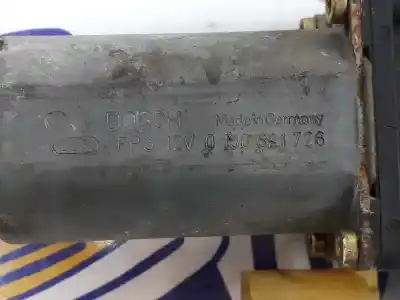 BOSCH Made in Germany
FPG 12V 0 130 821 726